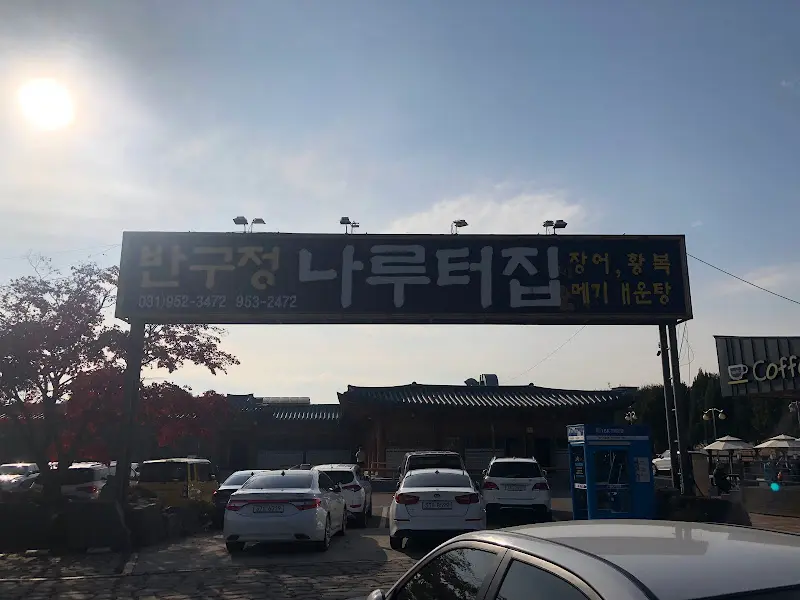 반구정 나루터집
031)952-3472 953-2472
장어, 황복
메기매운탕
Coffe